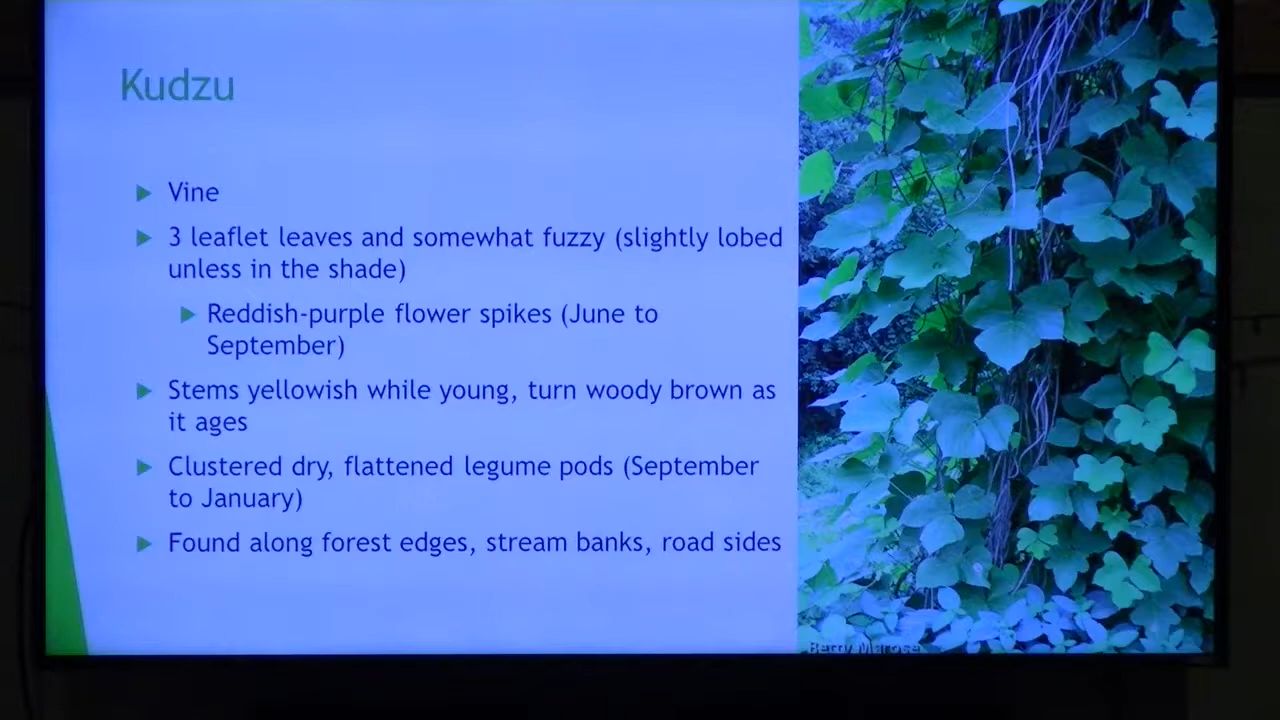 Kudzu
Vine
3 leaflet leaves and somewhat fuzzy (slightly lobed
unless in the shade)
Reddish-purple flower spikes (June to
September)
Stems yellowish while young, turn woody brown as
it ages
Clustered dry, flattened legume pods (September
to January)
Found along forest edges, stream banks, road sides
Barry